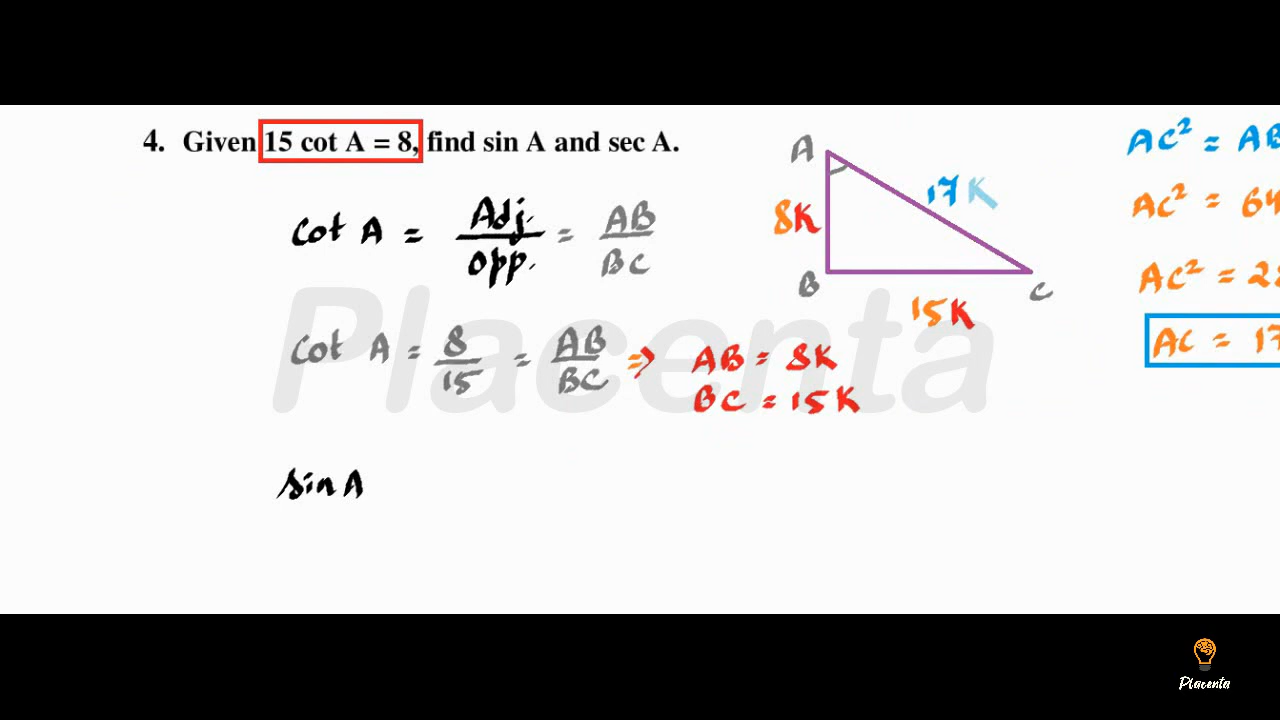 4. Given 15 cot A = 8, find sin A and sec A.
cot A = Adj. / opp. = AB / BC
cot A = 8 / 15 = AB / BC ⇒ AB = 8K
BC = 15K
sin A
A
8K
17K
B
15K
C
AC² = AB
AC² = 64
AC² = 28
AC = 17
Placenta
Placenta